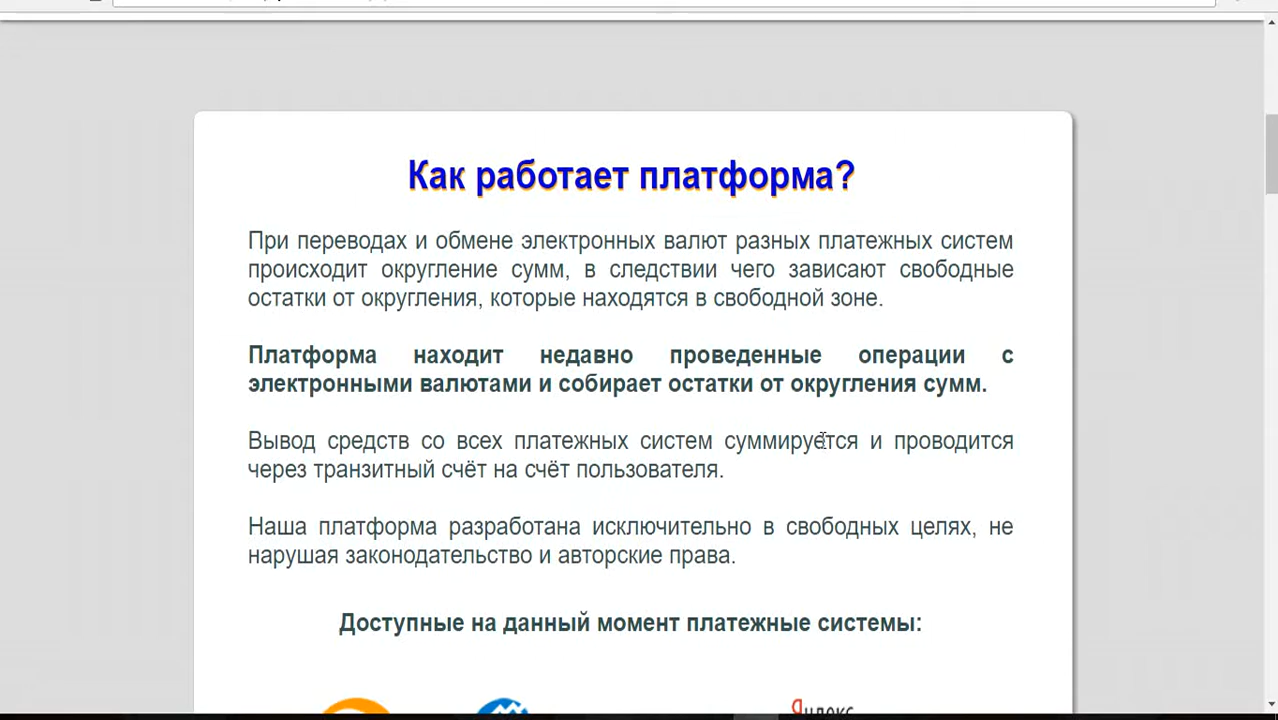 Как работает платформа?
При переводах и обмене электронных валют разных платежных систем
происходит округление сумм, в следствии чего зависают свободные
остатки от округления, которые находятся в свободной зоне.
Платформа находит недавно проведенные операции с
электронными валютами и собирает остатки от округления сумм.
Вывод средств со всех платежных систем суммируется и проводится
через транзитный счёт на счёт пользователя.
Наша платформа разработана исключительно в свободных целях, не
нарушая законодательство и авторские права.
Доступные на данный момент платежные системы:
Яндекс